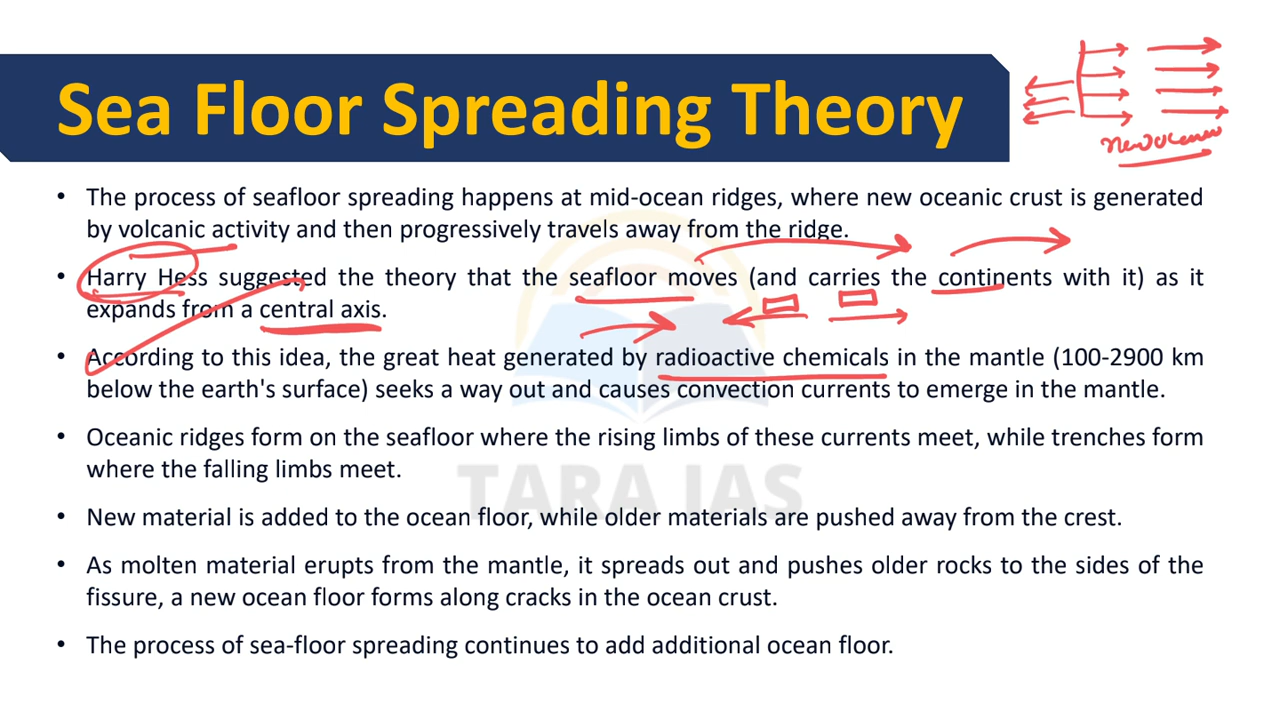 Sea Floor Spreading Theory
new ocean
• The process of seafloor spreading happens at mid-ocean ridges, where new oceanic crust is generated
by volcanic activity and then progressively travels away from the ridge.
• Harry Hess suggested the theory that the seafloor moves (and carries the continents with it) as it
expands from a central axis.
• According to this idea, the great heat generated by radioactive chemicals in the mantle (100-2900 km
below the earth's surface) seeks a way out and causes convection currents to emerge in the mantle.
• Oceanic ridges form on the seafloor where the rising limbs of these currents meet, while trenches form
where the falling limbs meet.
TARA IAS
• New material is added to the ocean floor, while older materials are pushed away from the crest.
• As molten material erupts from the mantle, it spreads out and pushes older rocks to the sides of the
fissure, a new ocean floor forms along cracks in the ocean crust.
• The process of sea-floor spreading continues to add additional ocean floor.